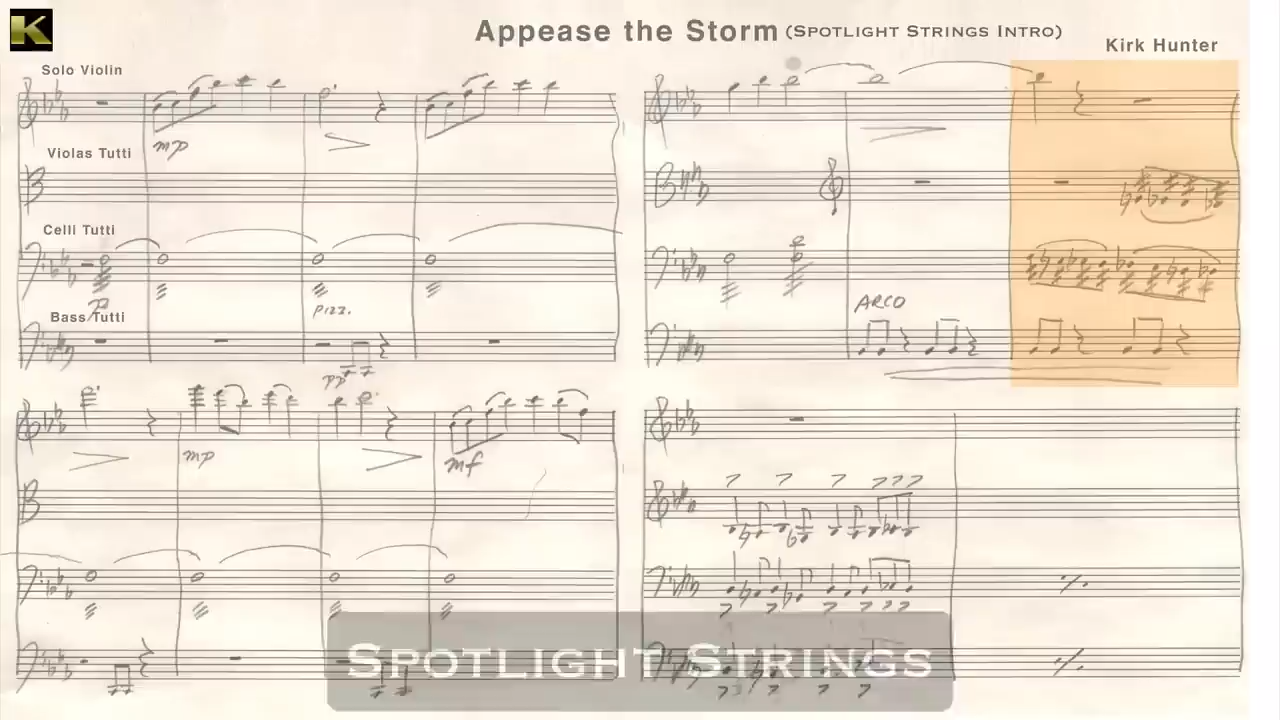 K
Appease the Storm (Spotlight Strings Intro)
Kirk Hunter
Solo Violin
mp
Violas Tutti
Celli Tutti
p
pizz.
ARCO
Bass Tutti
pp
mp
mf
Spotlight Strings